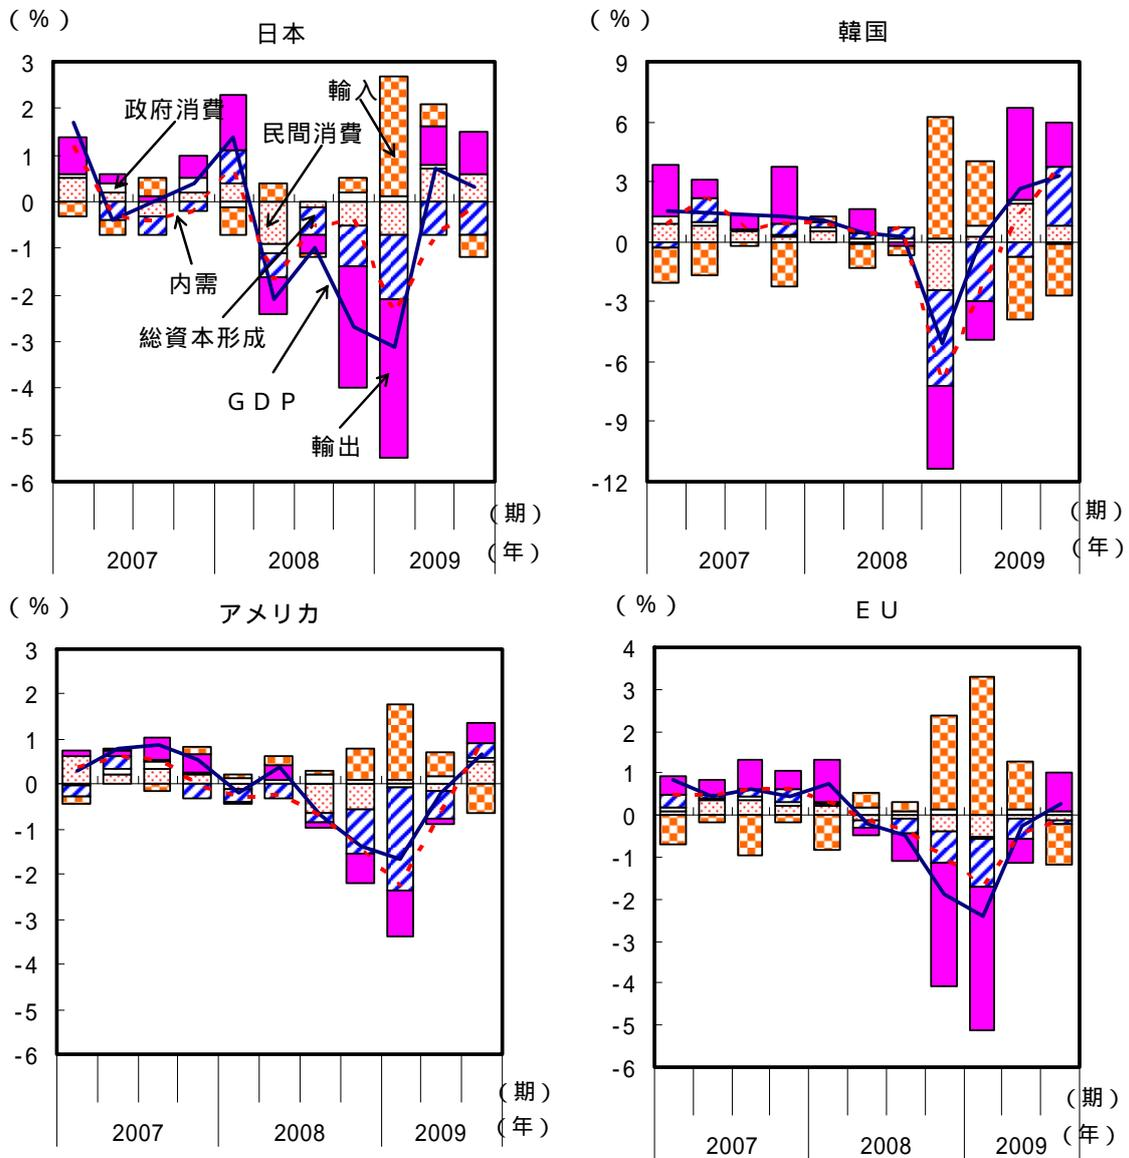 （％）
日本
3
2
1
0
-1
-2
-3
-4
-5
-6
政府消費
輸入
民間消費
内需
総資本形成
ＧＤＰ
輸出
2007
2008
2009
（期）
（年）
（％）
韓国
9
6
3
0
-3
-6
-9
-12
2007
2008
2009
（期）
（年）
（％）
アメリカ
3
2
1
0
-1
-2
-3
-4
-5
-6
2007
2008
2009
（期）
（年）
（％）
ＥＵ
4
3
2
1
0
-1
-2
-3
-4
-5
-6
2007
2008
2009
（期）
（年）